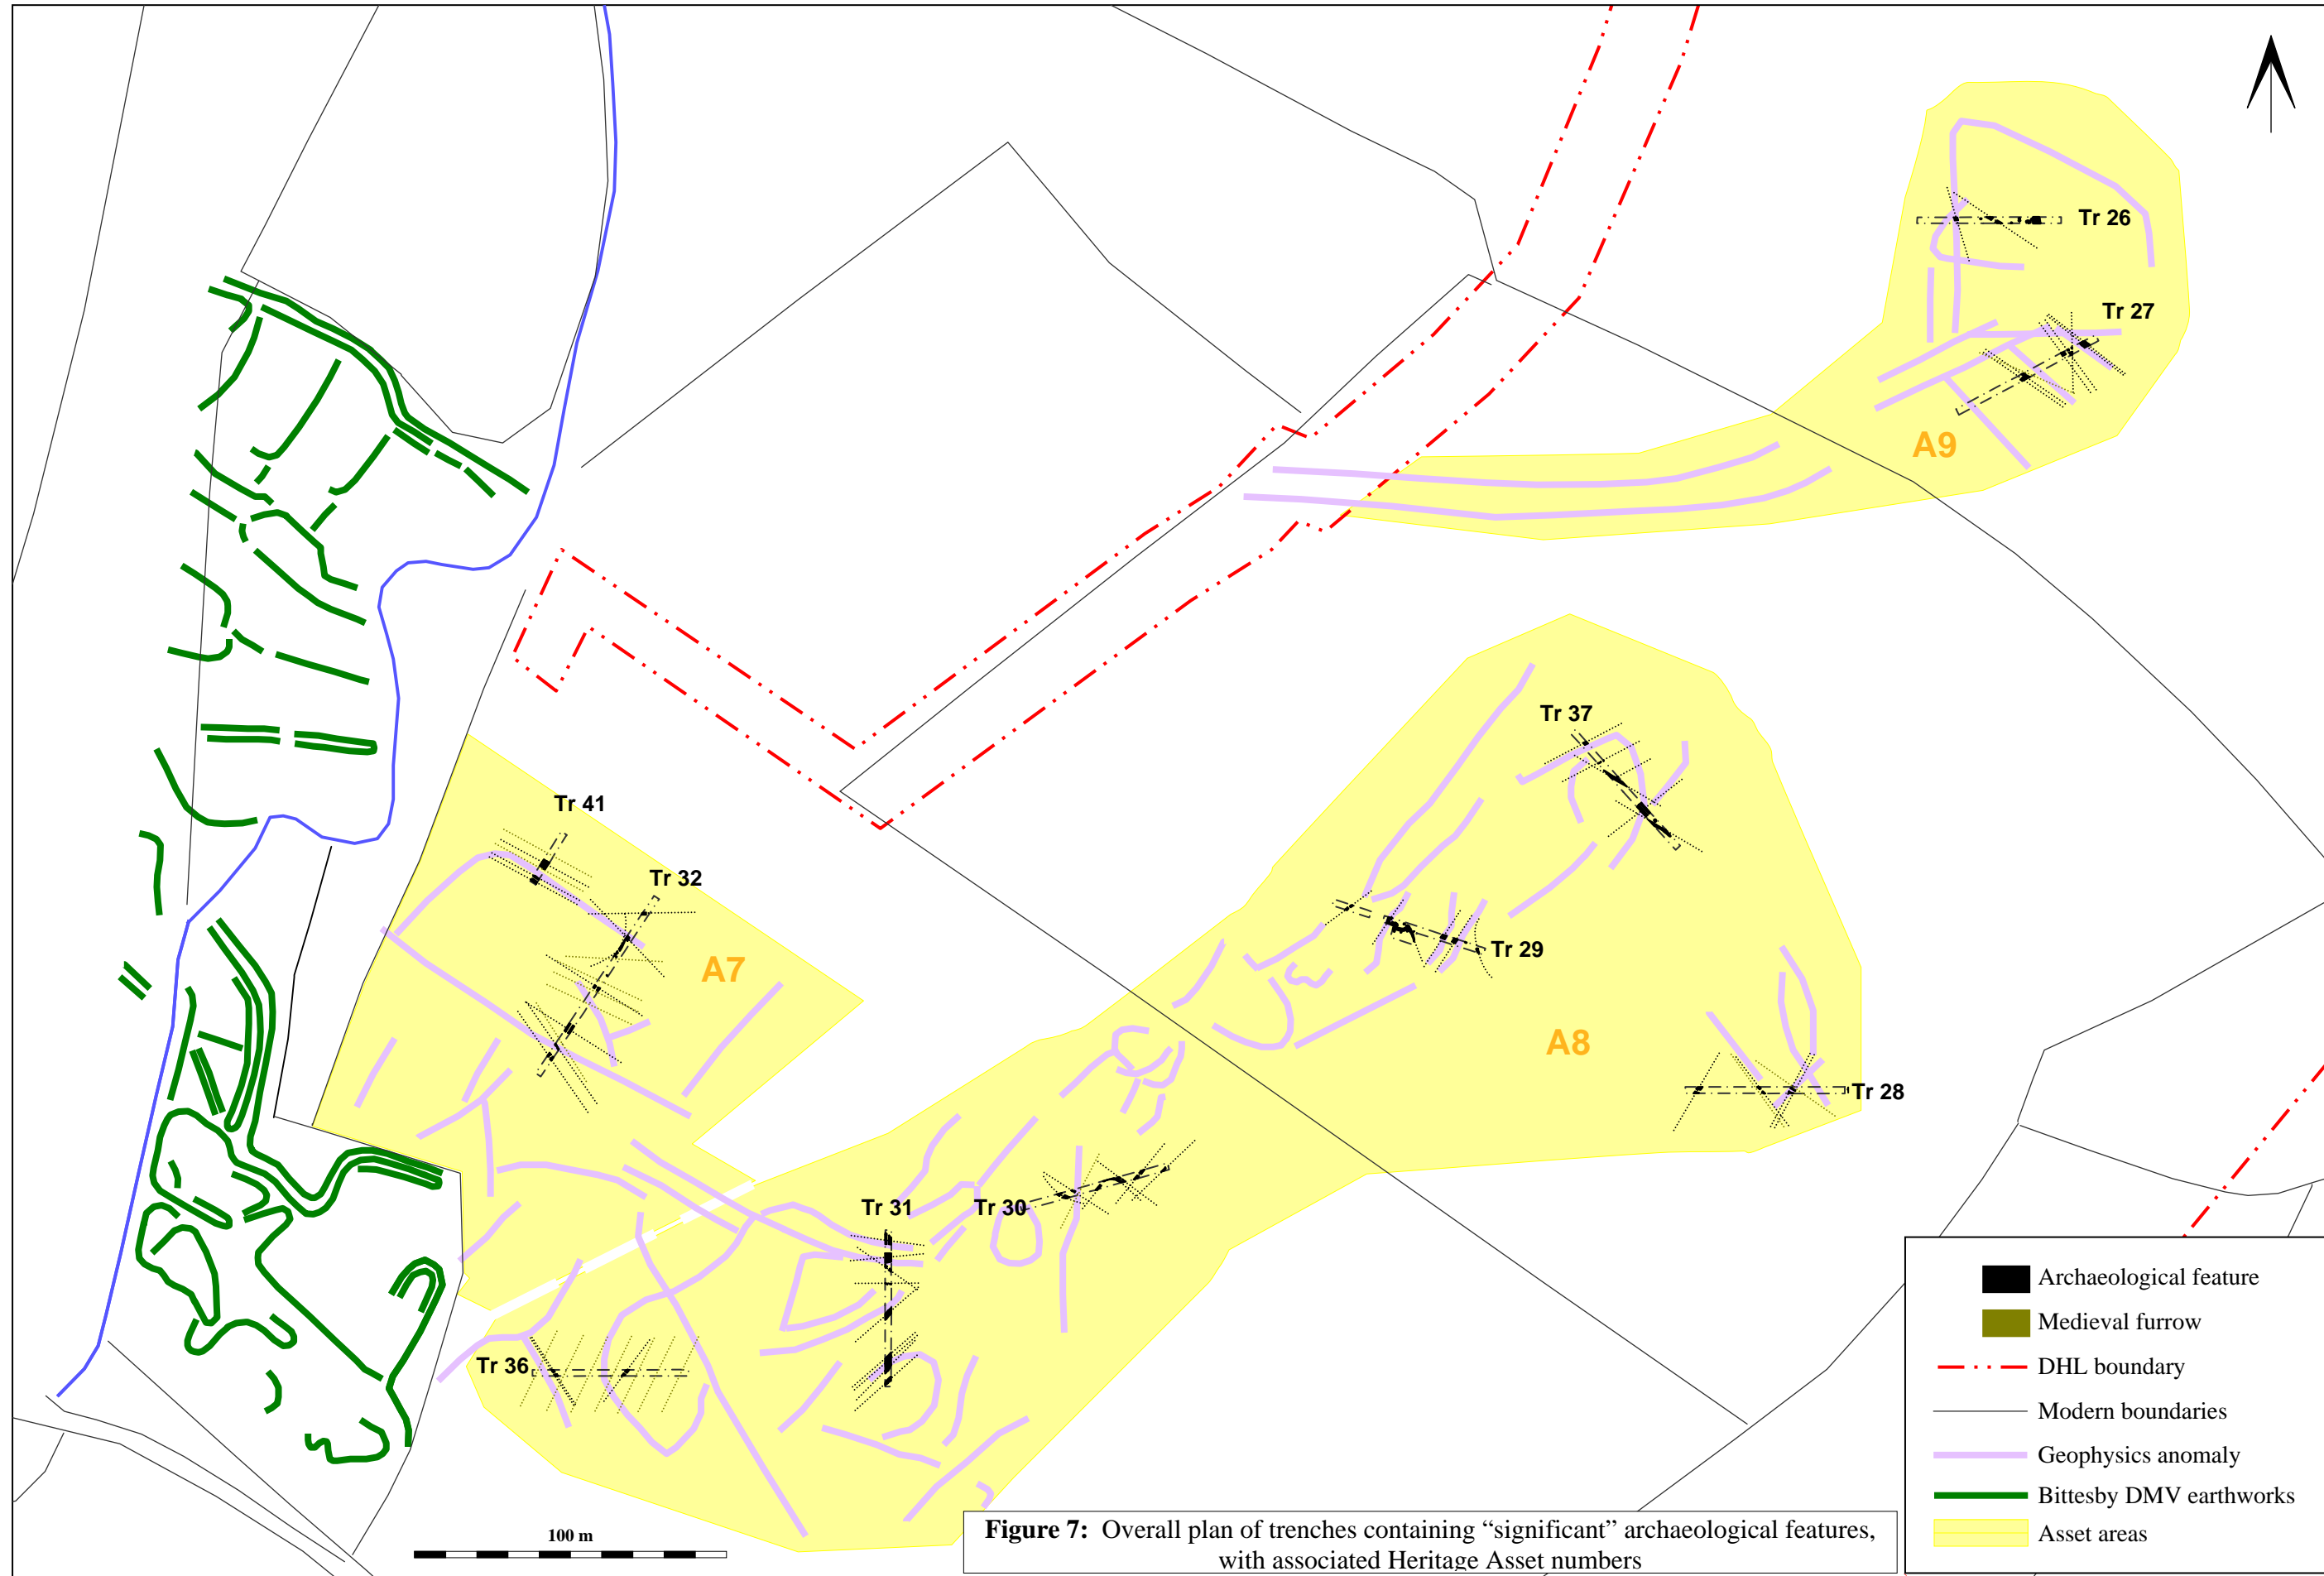 Tr 26
Tr 27
A9
Tr 37
Tr 41
Tr 32
A7
Tr 29
A8
Tr 28
Tr 31
Tr 30
Tr 36
100 m
Figure 7: Overall plan of trenches containing “significant” archaeological features,
with associated Heritage Asset numbers
Archaeological feature
Medieval furrow
DHL boundary
Modern boundaries
Geophysics anomaly
Bittesby DMV earthworks
Asset areas